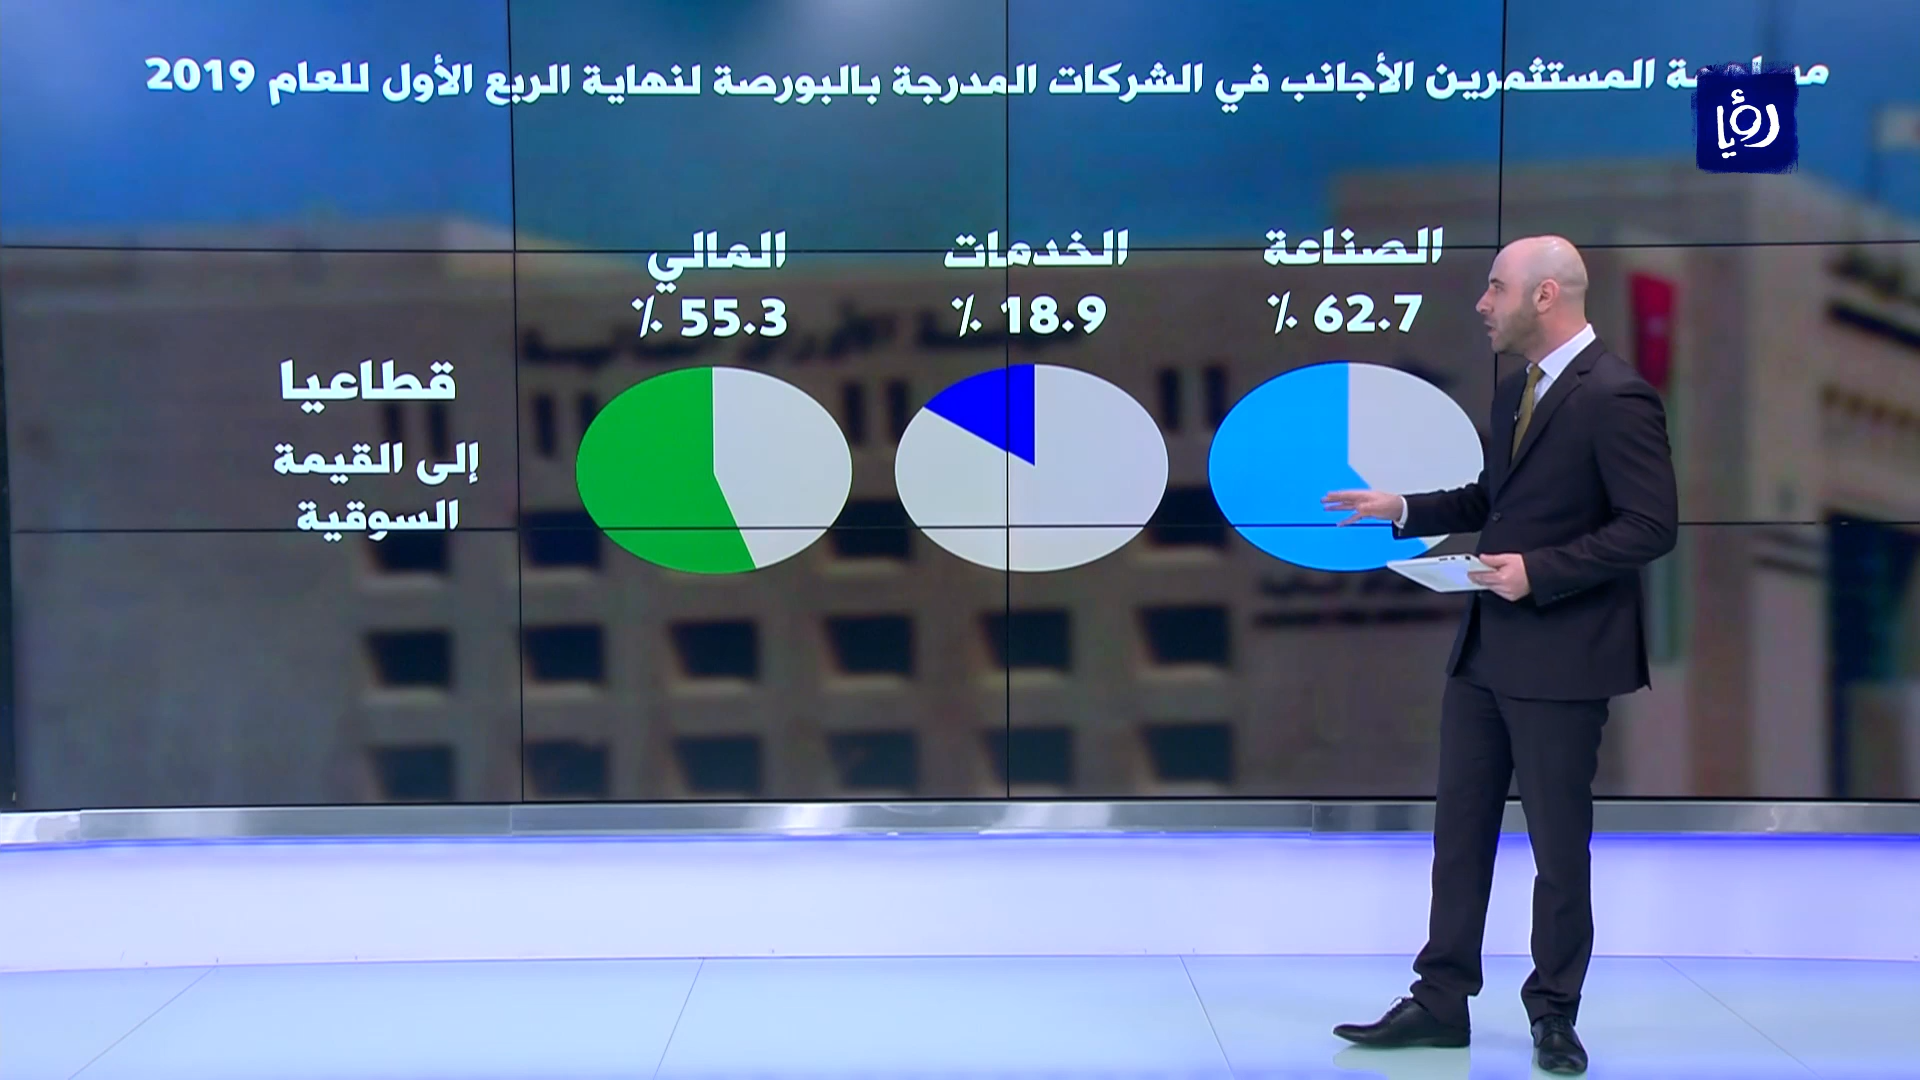 مساهمة المستثمرين الأجانب في الشركات المدرجة بالبورصة لنهاية الربع الأول للعام 2019
رؤيا
الصناعة
62.7 ٪
الخدمات
18.9 ٪
المالي
55.3 ٪
قطاعيا
إلى القيمة
السوقية